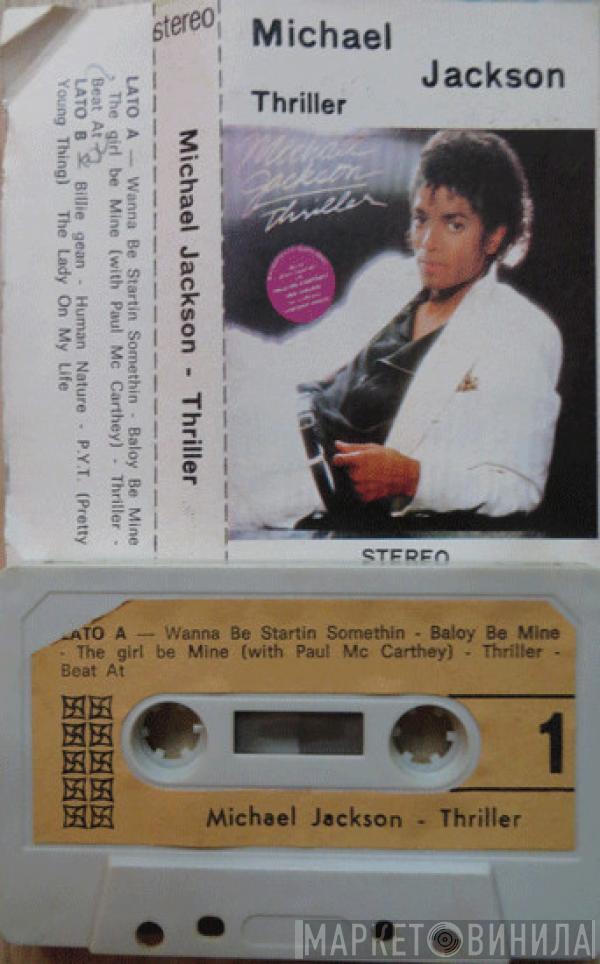 stereo
Michael
Jackson
Thriller
Michael
Jackson
Thriller
STEREO
Michael Jackson - Thriller
LATO A — Wanna Be Startin Somethin - Baloy Be Mine
- The girl be Mine (with Paul Mc Carthey) - Thriller -
Beat At
LATO B — Billie gean - Human Nature - P.Y.T. (Pretty
Young Thing) The Lady On My Life
LATO A — Wanna Be Startin Somethin - Baloy Be Mine
- The girl be Mine (with Paul Mc Carthey) - Thriller -
Beat At
1
Michael Jackson - Thriller
МАРКЕТ ВИНИЛА